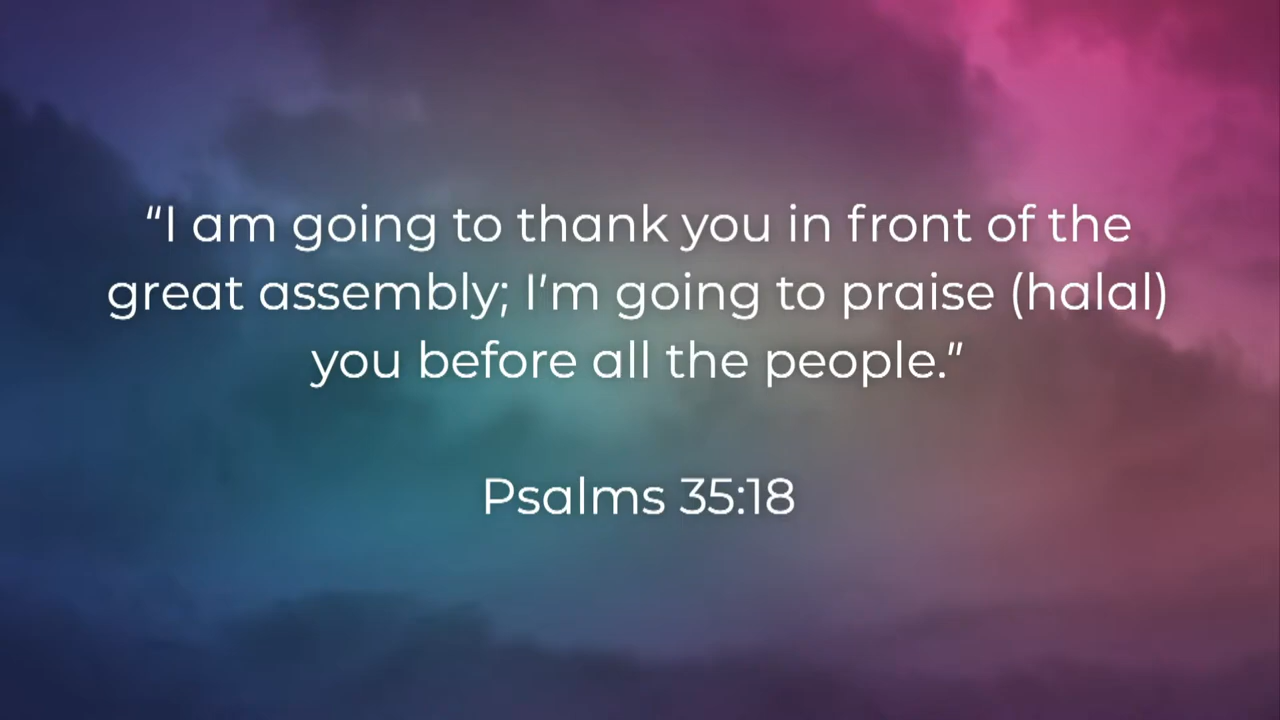 “I am going to thank you in front of the
great assembly; I’m going to praise (halal)
you before all the people.”
Psalms 35:18